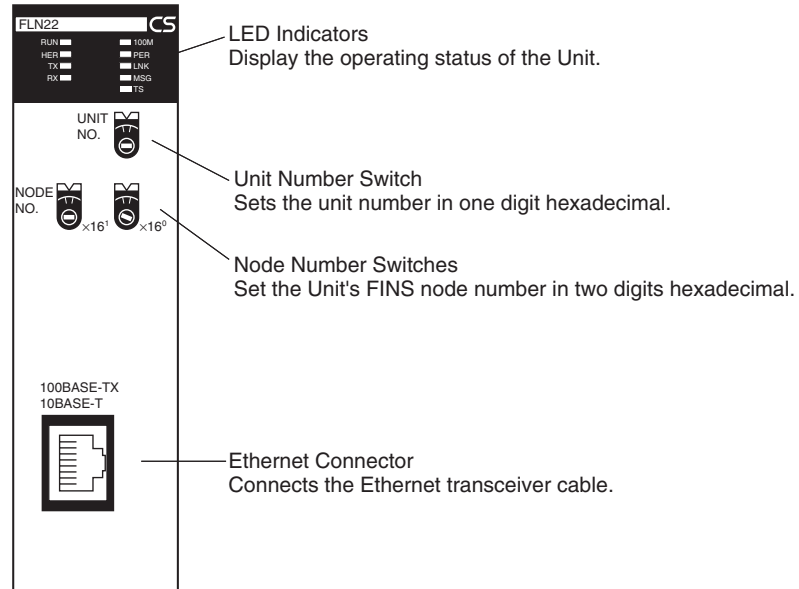 FLN22
CS
RUN
HER
TX
RX
100M
PER
LNK
MSG
TS
LED Indicators
Display the operating status of the Unit.
UNIT
NO.
Unit Number Switch
Sets the unit number in one digit hexadecimal.
NODE
NO.
×16¹
×16⁰
Node Number Switches
Set the Unit's FINS node number in two digits hexadecimal.
100BASE-TX
10BASE-T
Ethernet Connector
Connects the Ethernet transceiver cable.